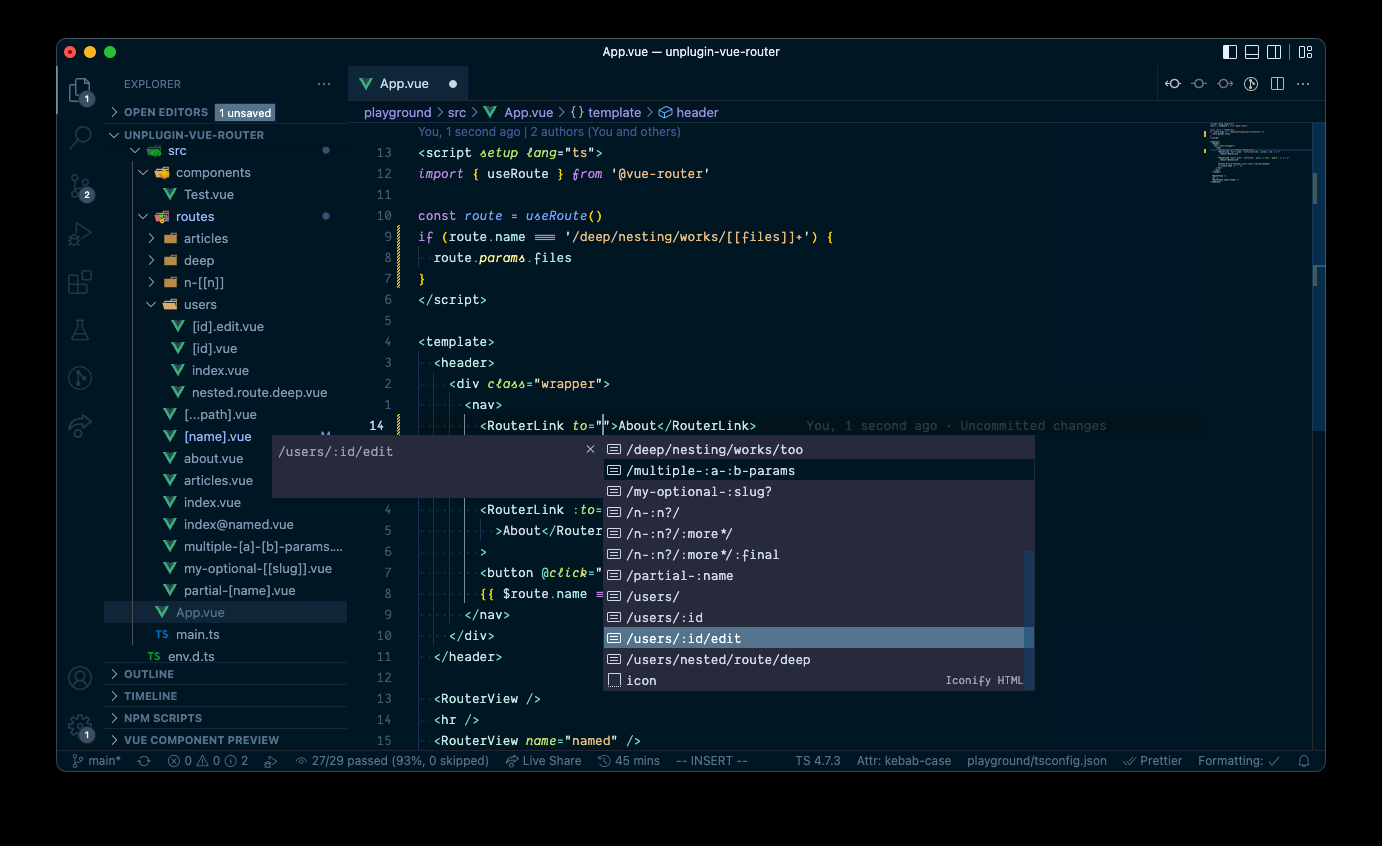 App.vue — unplugin-vue-router
EXPLORER
OPEN EDITORS 1 unsaved
UNPLUGIN-VUE-ROUTER
src
components
Test.vue
routes
articles
deep
n-[[n]]
users
[id].edit.vue
[id].vue
index.vue
nested.route.deep.vue
[...path].vue
[name].vue M
about.vue
articles.vue
index.vue
index@named.vue
multiple-[a]-[b]-params....
my-optional-[[slug]].vue
partial-[name].vue
App.vue
TS main.ts
TS env.d.ts
OUTLINE
TIMELINE
NPM SCRIPTS
VUE COMPONENT PREVIEW
1
2
1
App.vue
playground > src > App.vue > {} template > header
You, 1 second ago | 2 authors (You and others)
13 <script setup lang="ts">
12 import { useRoute } from '@vue-router'
11
10 const route = useRoute()
9 if (route.name === '/deep/nesting/works/[[files]]+') {
8 route.params.files
7 }
6 </script>
5
4 <template>
3 <header>
2 <div class="wrapper">
1 <nav>
14 <RouterLink to="">About</RouterLink> You, 1 second ago · Uncommitted changes
/users/:id/edit
/deep/nesting/works/too
/multiple-:a-:b-params
/my-optional-:slug?
/n-:n?/
/n-:n?/:more*/
/n-:n?/:more*/:final
/partial-:name
/users/
/users/:id
/users/:id/edit
/users/nested/route/deep
icon Iconify HTML
4 <RouterLink :to=
5 >About</Router
6 >
7 <button @click="
8 {{ $route.name =
9 </nav>
10 </div>
11 </header>
12
13 <RouterView />
14 <hr />
15 <RouterView name="named" />
main* 0 0 2 27/29 passed (93%, 0 skipped) Live Share 45 mins -- INSERT -- TS 4.7.3 Attr: kebab-case playground/tsconfig.json Prettier Formatting: ✓